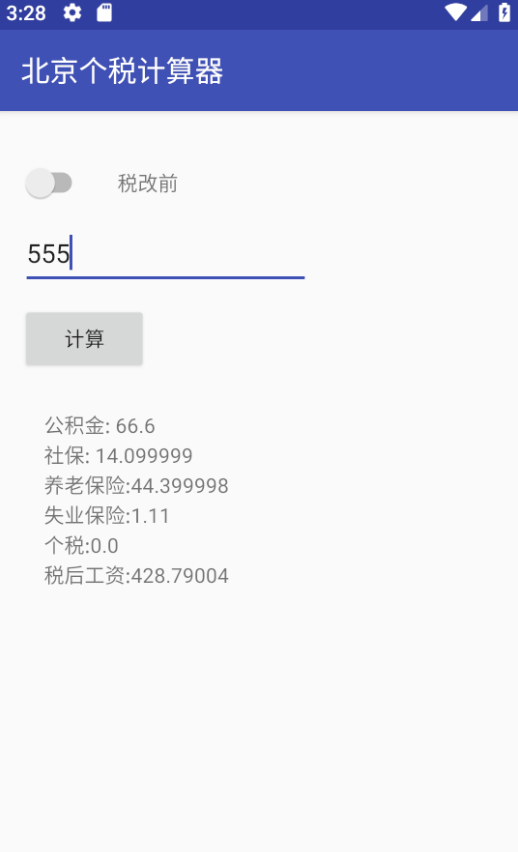 3:28
北京个税计算器
税改前
555
计算
公积金: 66.6
社保: 14.099999
养老保险:44.399998
失业保险:1.11
个税:0.0
税后工资:428.79004